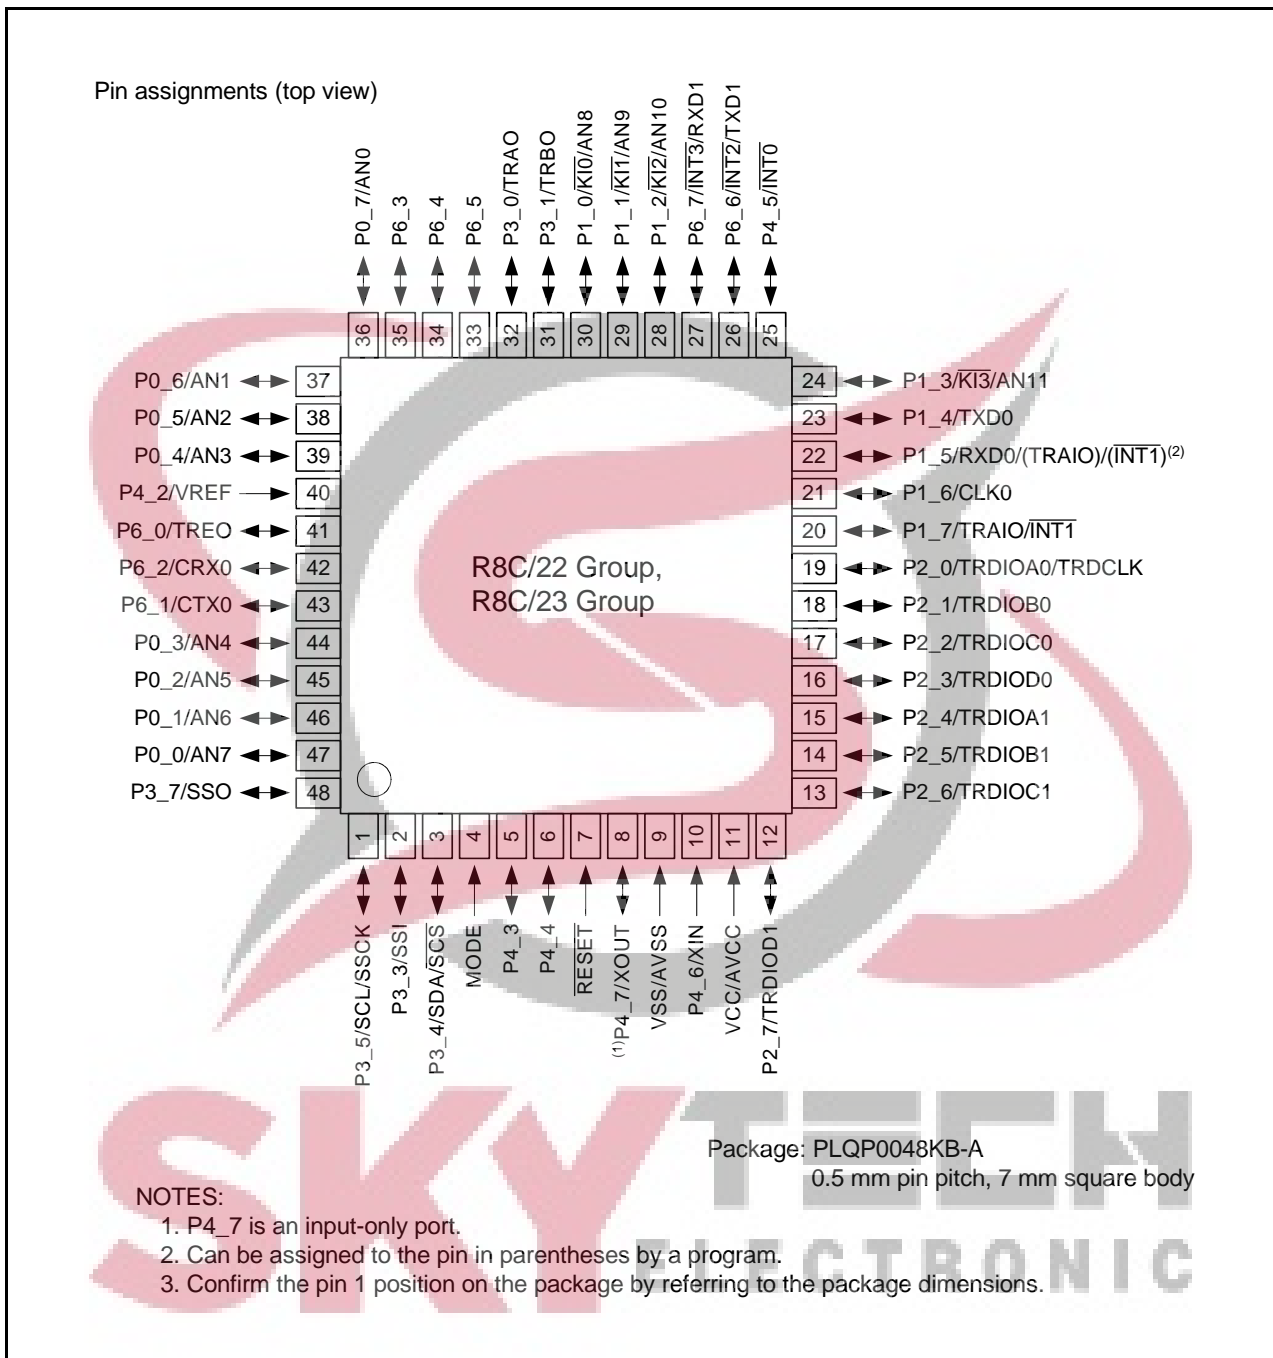 Pin assignments (top view)
P0_7/AN0
P6_3
P6_4
P6_5
P3_0/TRAO
P3_1/TRBO
P1_0/KI0/AN8
P1_1/KI1/AN9
P1_2/KI2/AN10
P6_7/INT3/RXD1
P6_6/INT2/TXD1
P4_5/INT0
36 35 34 33 32 31 30 29 28 27 26 25
P0_6/AN1 37
P0_5/AN2 38
P0_4/AN3 39
P4_2/VREF 40
P6_0/TREO 41
P6_2/CRX0 42
P6_1/CTX0 43
P0_3/AN4 44
P0_2/AN5 45
P0_1/AN6 46
P0_0/AN7 47
P3_7/SSO 48
R8C/22 Group,
R8C/23 Group
24 P1_3/KI3/AN11
23 P1_4/TXD0
22 P1_5/RXD0/(TRAIO)/(INT1)(2)
21 P1_6/CLK0
20 P1_7/TRAIO/INT1
19 P2_0/TRDIOA0/TRDCLK
18 P2_1/TRDIOB0
17 P2_2/TRDIOC0
16 P2_3/TRDIOD0
15 P2_4/TRDIOA1
14 P2_5/TRDIOB1
13 P2_6/TRDIOC1
1 2 3 4 5 6 7 8 9 10 11 12
P3_5/SCL/SSCK
P3_3/SSI
P3_4/SDA/SCS
MODE
P4_3
P4_4
RESET
(1)P4_7/XOUT
VSS/AVSS
P4_6/XIN
VCC/AVCC
P2_7/TRDIOD1
SKYTECH
ELECTRONIC
Package: PLQP0048KB-A
0.5 mm pin pitch, 7 mm square body
NOTES:
1. P4_7 is an input-only port.
2. Can be assigned to the pin in parentheses by a program.
3. Confirm the pin 1 position on the package by referring to the package dimensions.